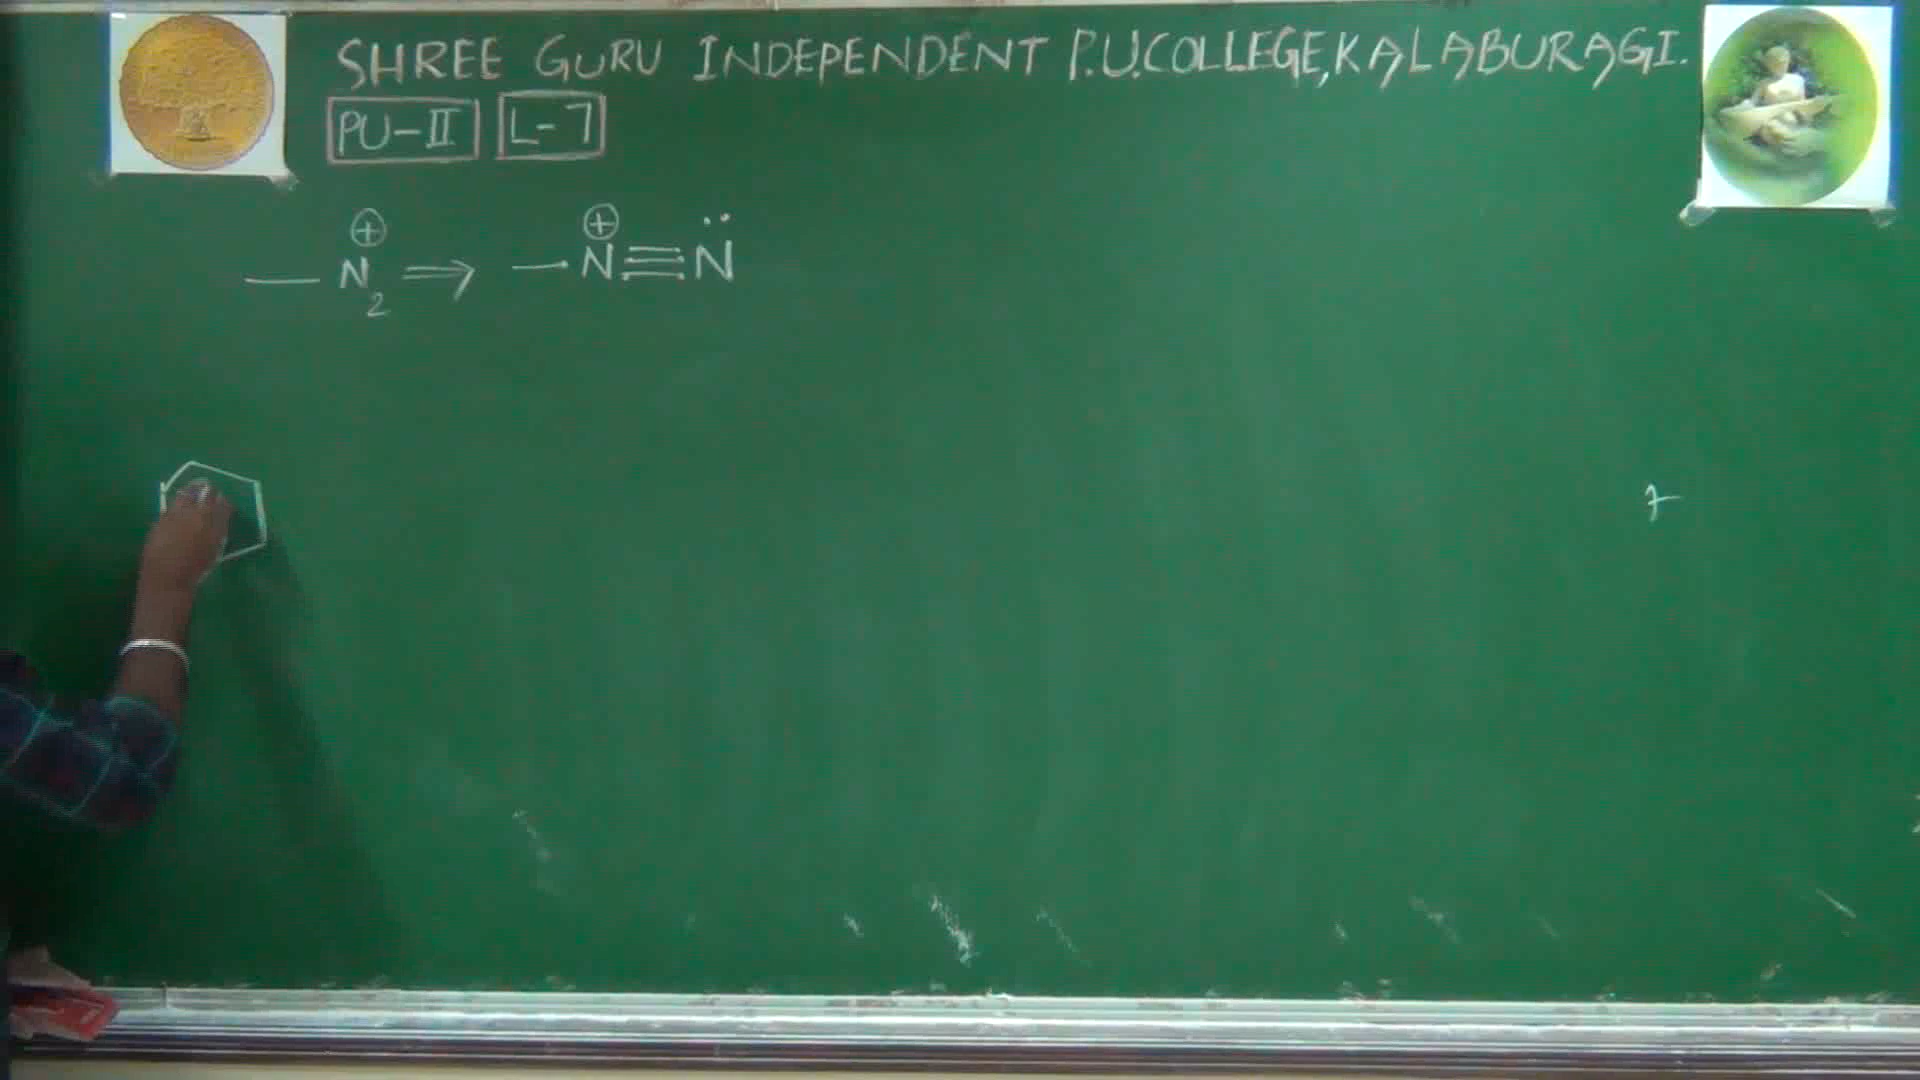 SHREE GURU INDEPENDENT P.U.COLLEGE,KALABURAGI.
PU-II L-7
—N₂⊕ ⇒ —N⊕≡N̈
+